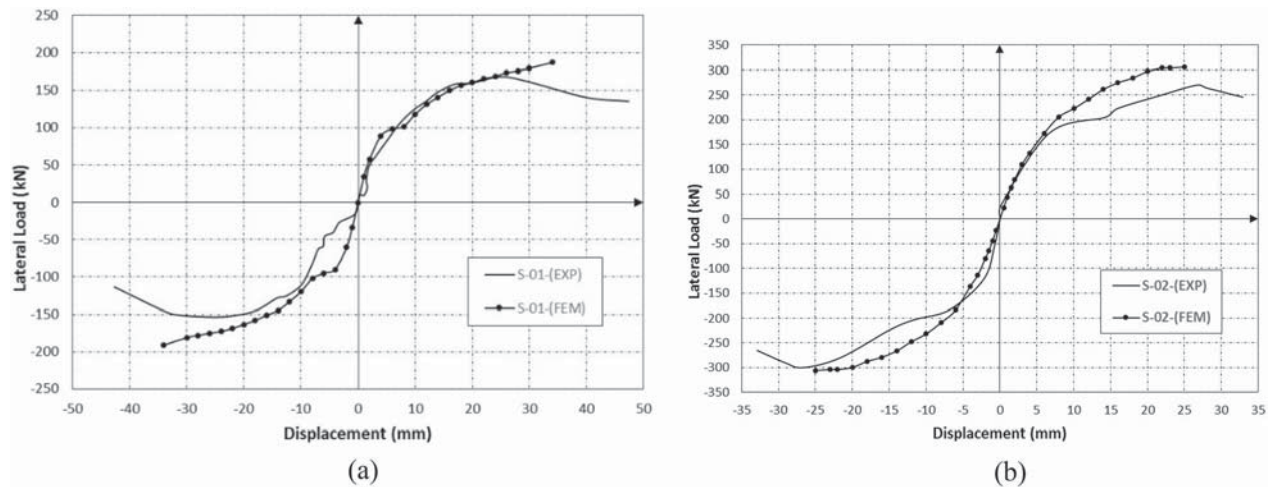 250
200
150
100
50
0
-50
-100
-150
-200
-250
-50 -40 -30 -20 -10 0 10 20 30 40 50
Lateral Load (kN)
Displacement (mm)
S-01-(EXP)
S-01-(FEM)
(a)
350
300
250
200
150
100
50
0
-50
-100
-150
-200
-250
-300
-350
-35 -30 -25 -20 -15 -10 -5 0 5 10 15 20 25 30 35
Lateral Load (kN)
Displacement (mm)
S-02-(EXP)
S-02-(FEM)
(b)